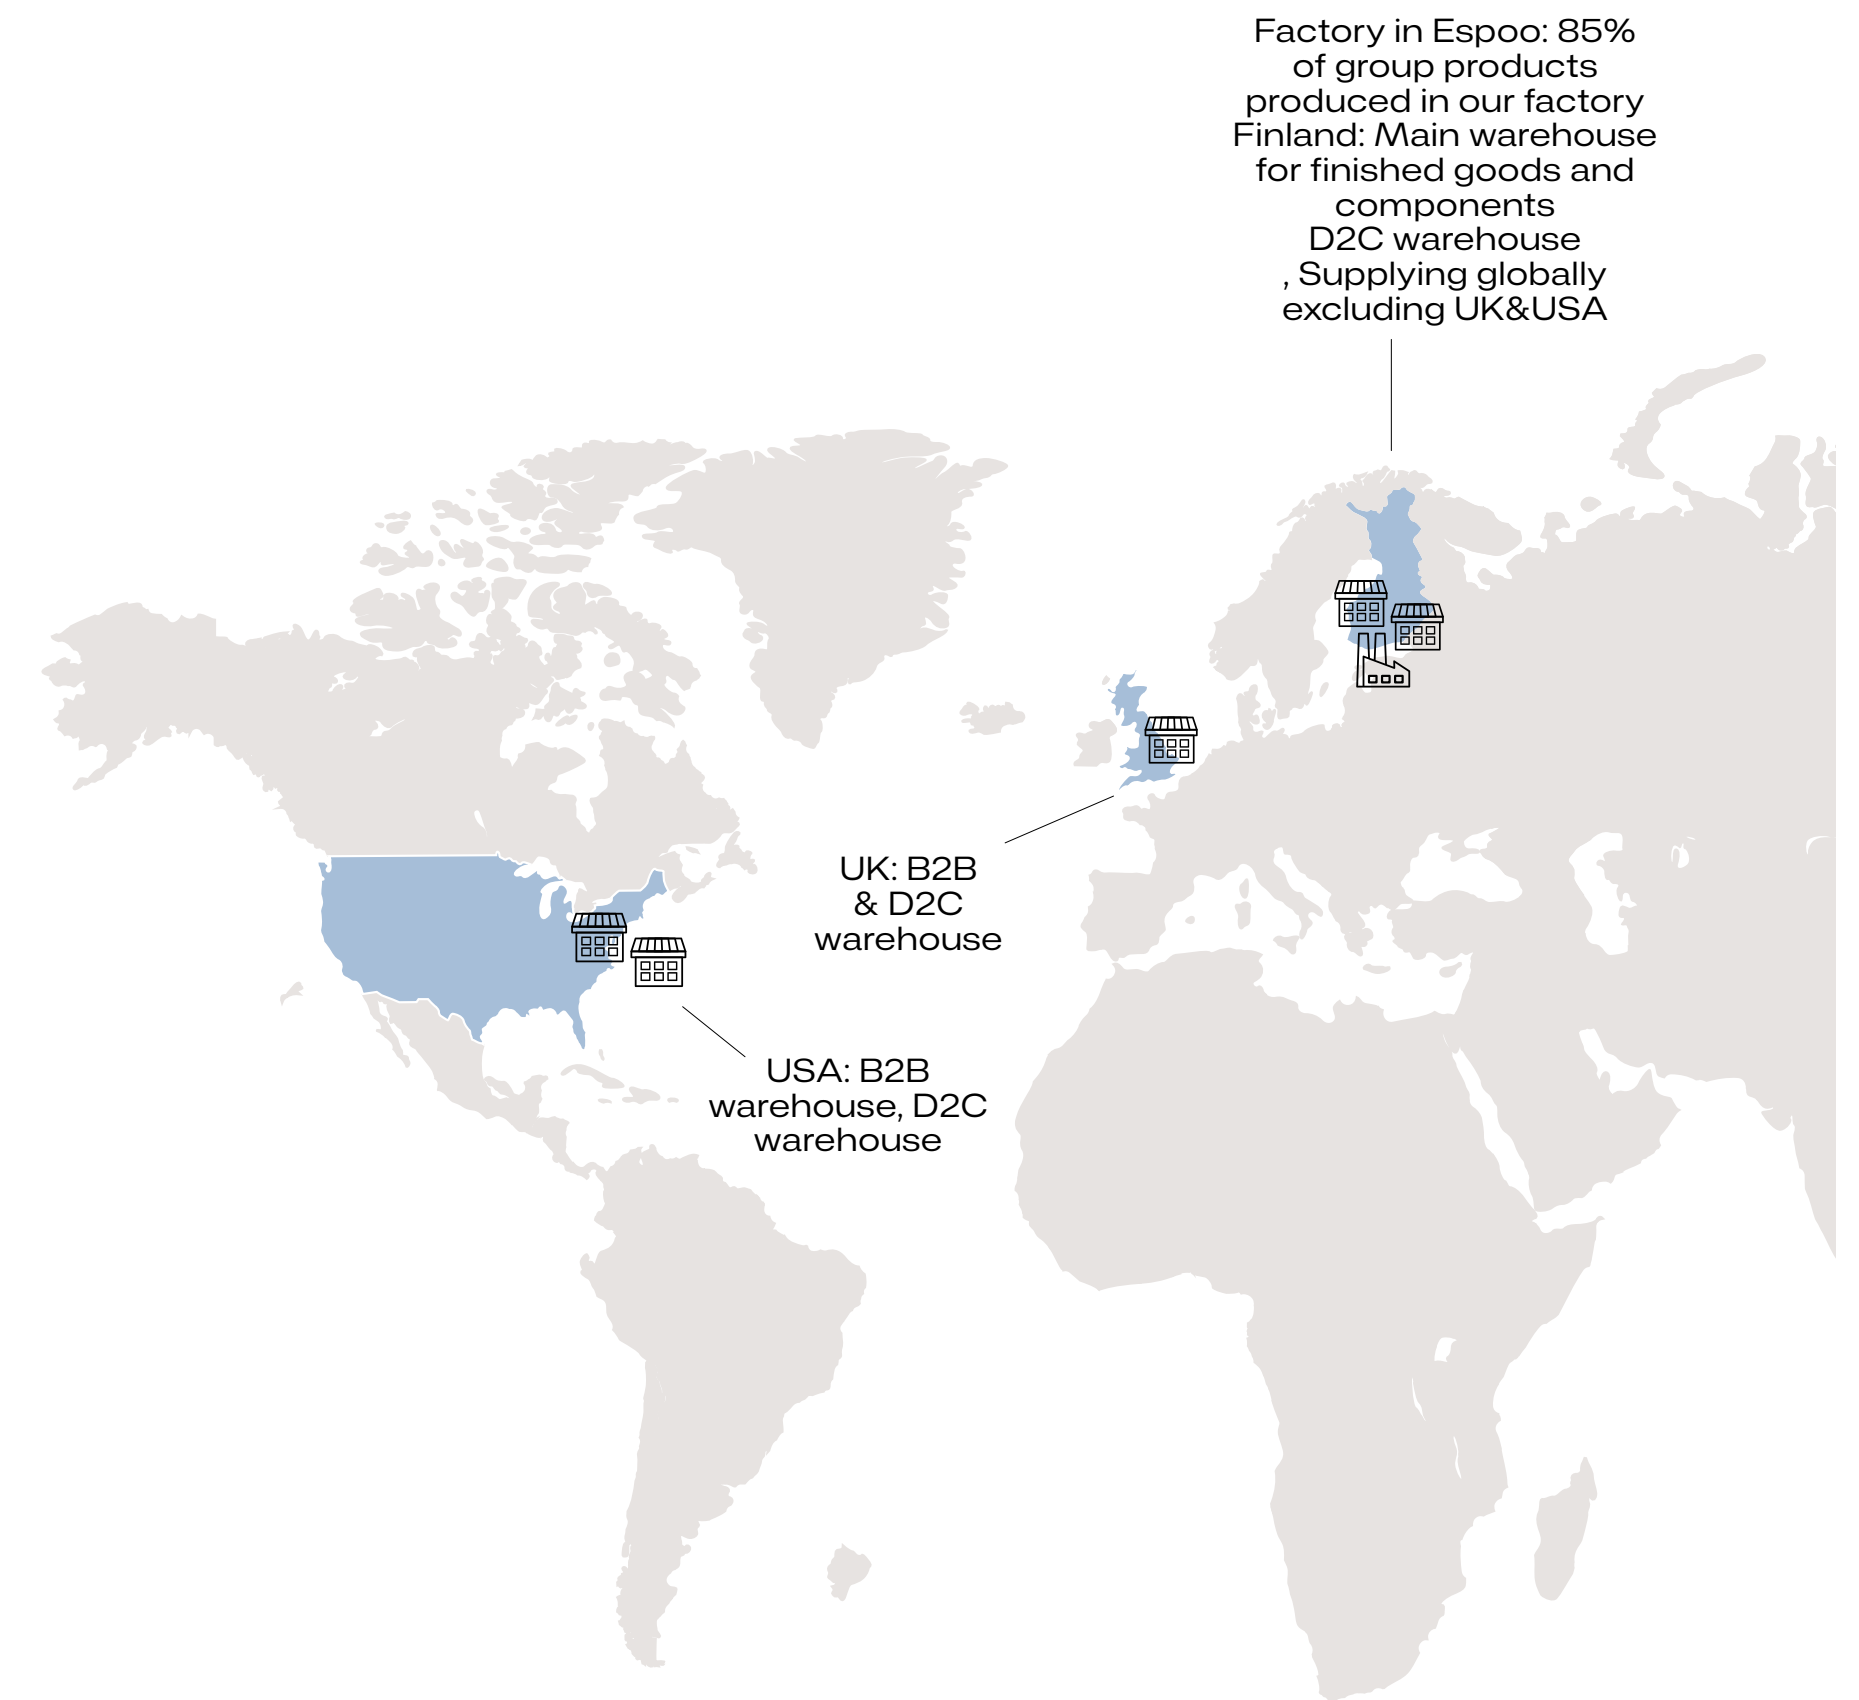 Factory in Espoo: 85%
of group products
produced in our factory
Finland: Main warehouse
for finished goods and
components
D2C warehouse
, Supplying globally
excluding UK&USA
UK: B2B
& D2C
warehouse
USA: B2B
warehouse, D2C
warehouse